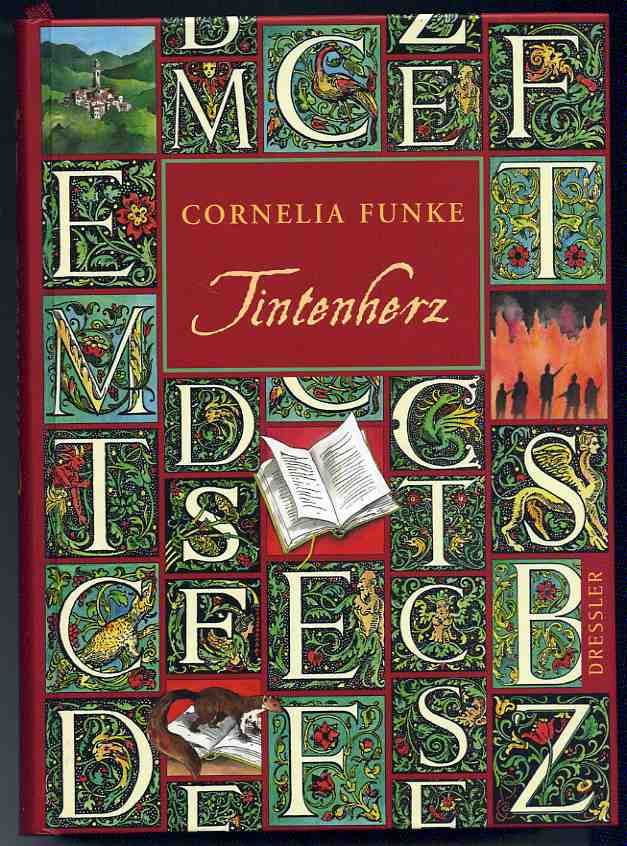 D Z
M C E F
E T
CORNELIA FUNKE
Tintenherz
M
D C C
T S T S
C F E C B
DRESSLER
D F S Z